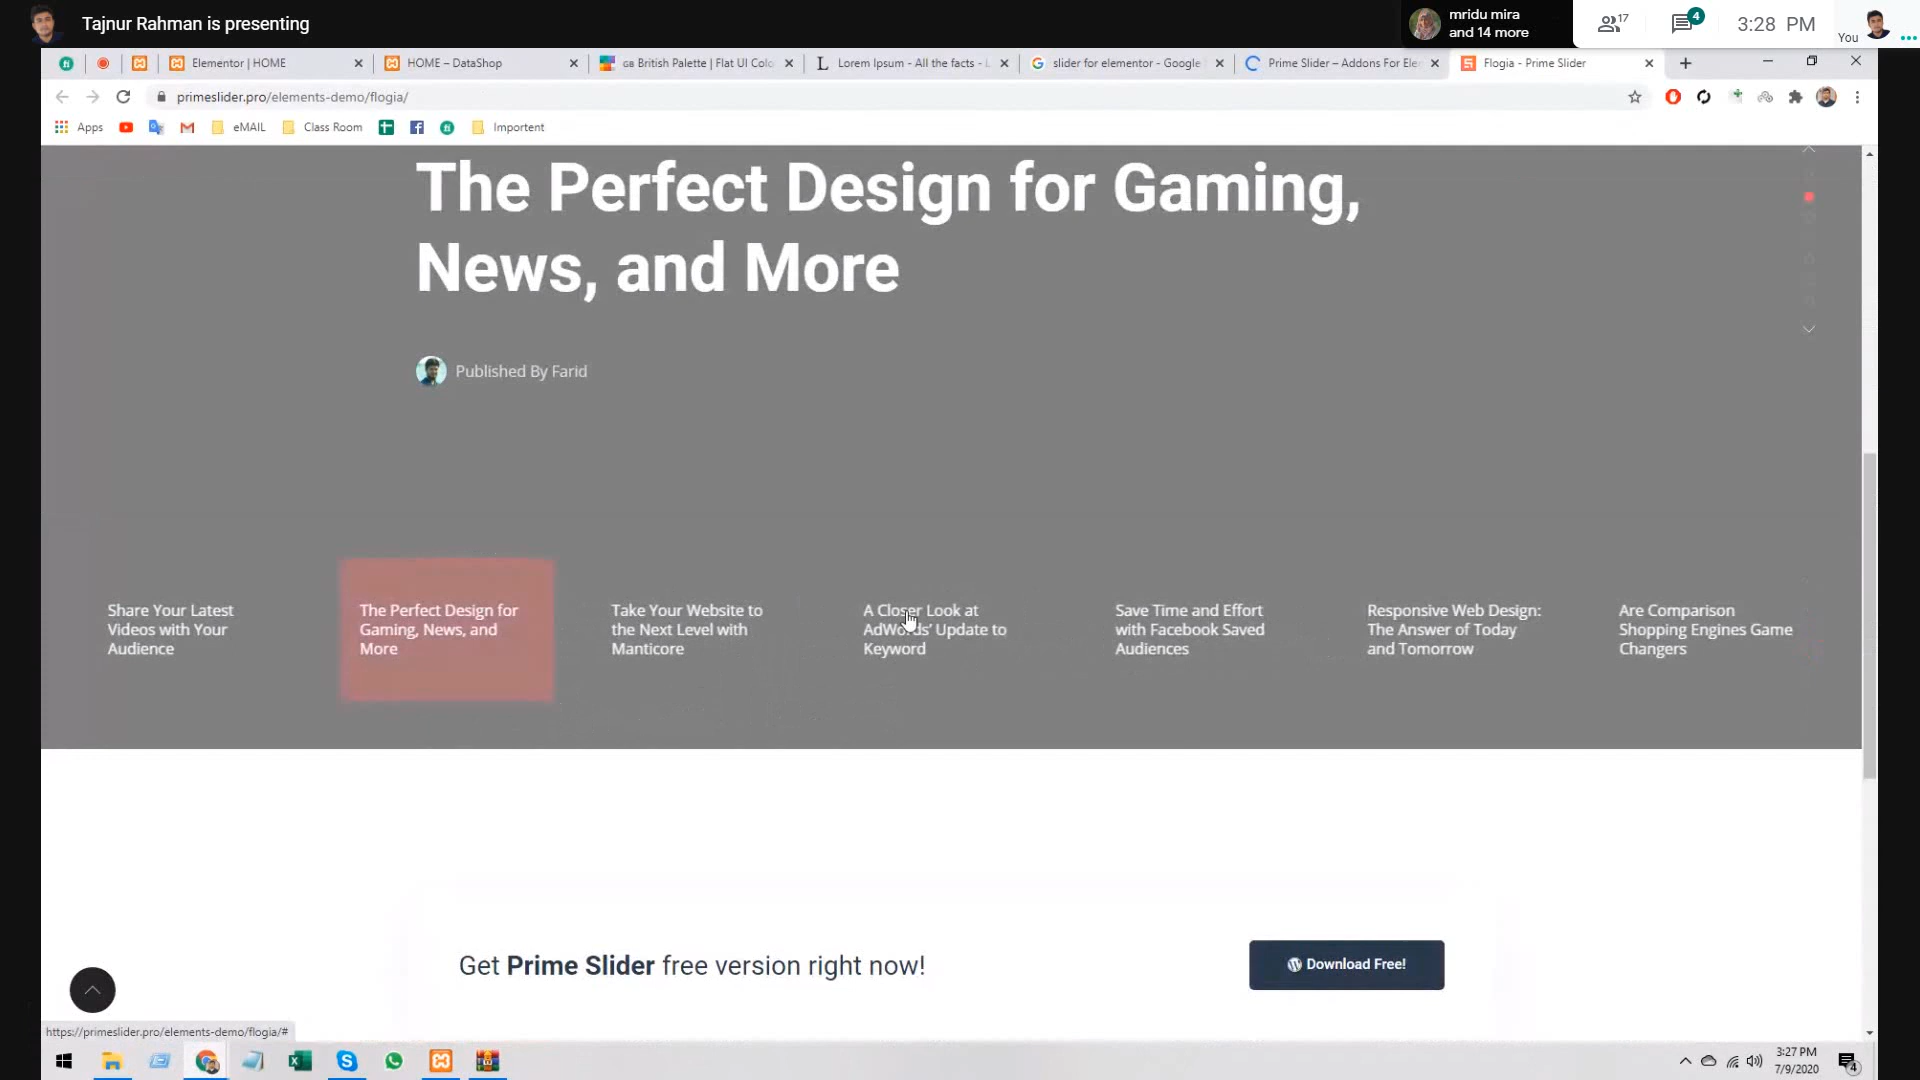 Tajnur Rahman is presenting
mridu mira
and 14 more
17
4
3:28 PM
You
Elementor | HOME
HOME – DataShop
GB British Palette | Flat UI Colo
Lorem Ipsum - All the facts - L
slider for elementor - Google
Prime Slider – Addons For Ele
Flogia - Prime Slider
primeslider.pro/elements-demo/flogia/
Apps
eMAIL
Class Room
Importent
The Perfect Design for Gaming,
News, and More
Published By Farid
Share Your Latest
Videos with Your
Audience
The Perfect Design for
Gaming, News, and
More
Take Your Website to
the Next Level with
Manticore
A Closer Look at
AdWords' Update to
Keyword
Save Time and Effort
with Facebook Saved
Audiences
Responsive Web Design:
The Answer of Today
and Tomorrow
Are Comparison
Shopping Engines Game
Changers
Get Prime Slider free version right now!
Download Free!
https://primeslider.pro/elements-demo/flogia/#
3:27 PM
7/9/2020
4